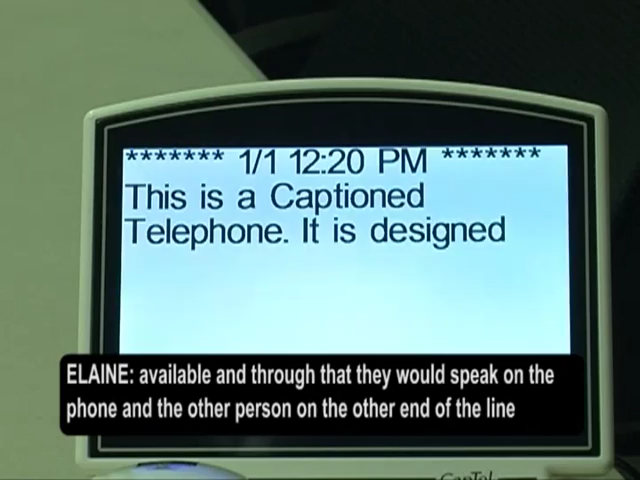 ******* 1/1 12:20 PM *******
This is a Captioned
Telephone. It is designed
ELAINE: available and through that they would speak on the
phone and the other person on the other end of the line
CapTel